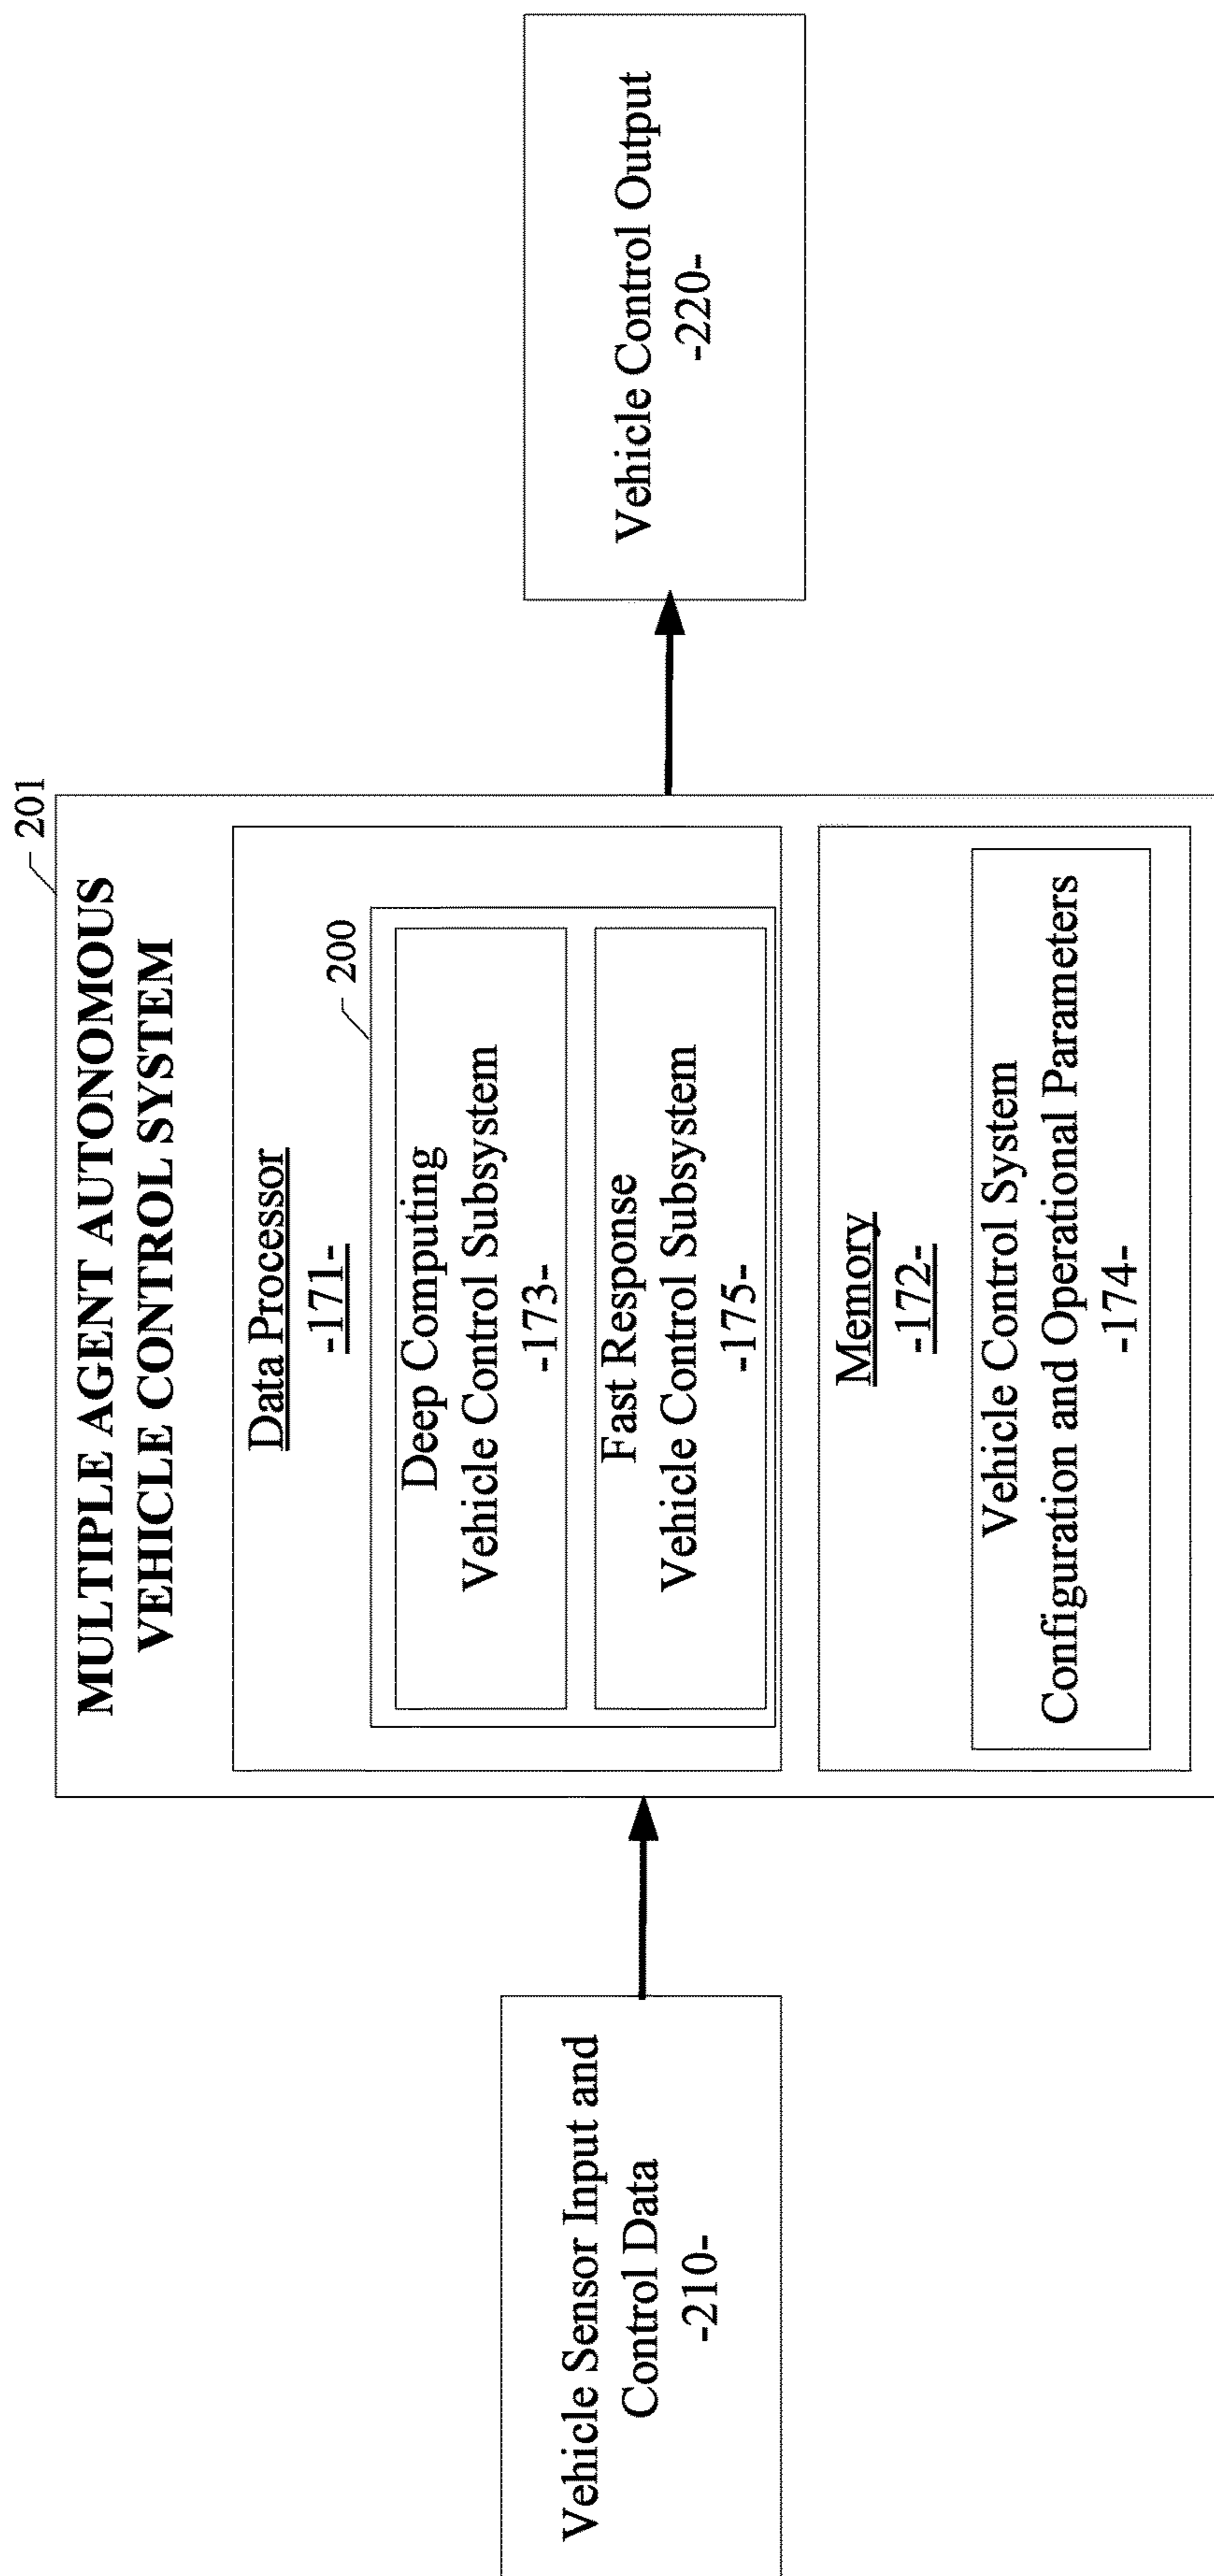 201
MULTIPLE AGENT AUTONOMOUS
VEHICLE CONTROL SYSTEM
Data Processor
-171-
200
Deep Computing
Vehicle Control Subsystem
-173-
Fast Response
Vehicle Control Subsystem
-175-
Memory
-172-
Vehicle Control System
Configuration and Operational Parameters
-174-
Vehicle Sensor Input and
Control Data
-210-
Vehicle Control Output
-220-